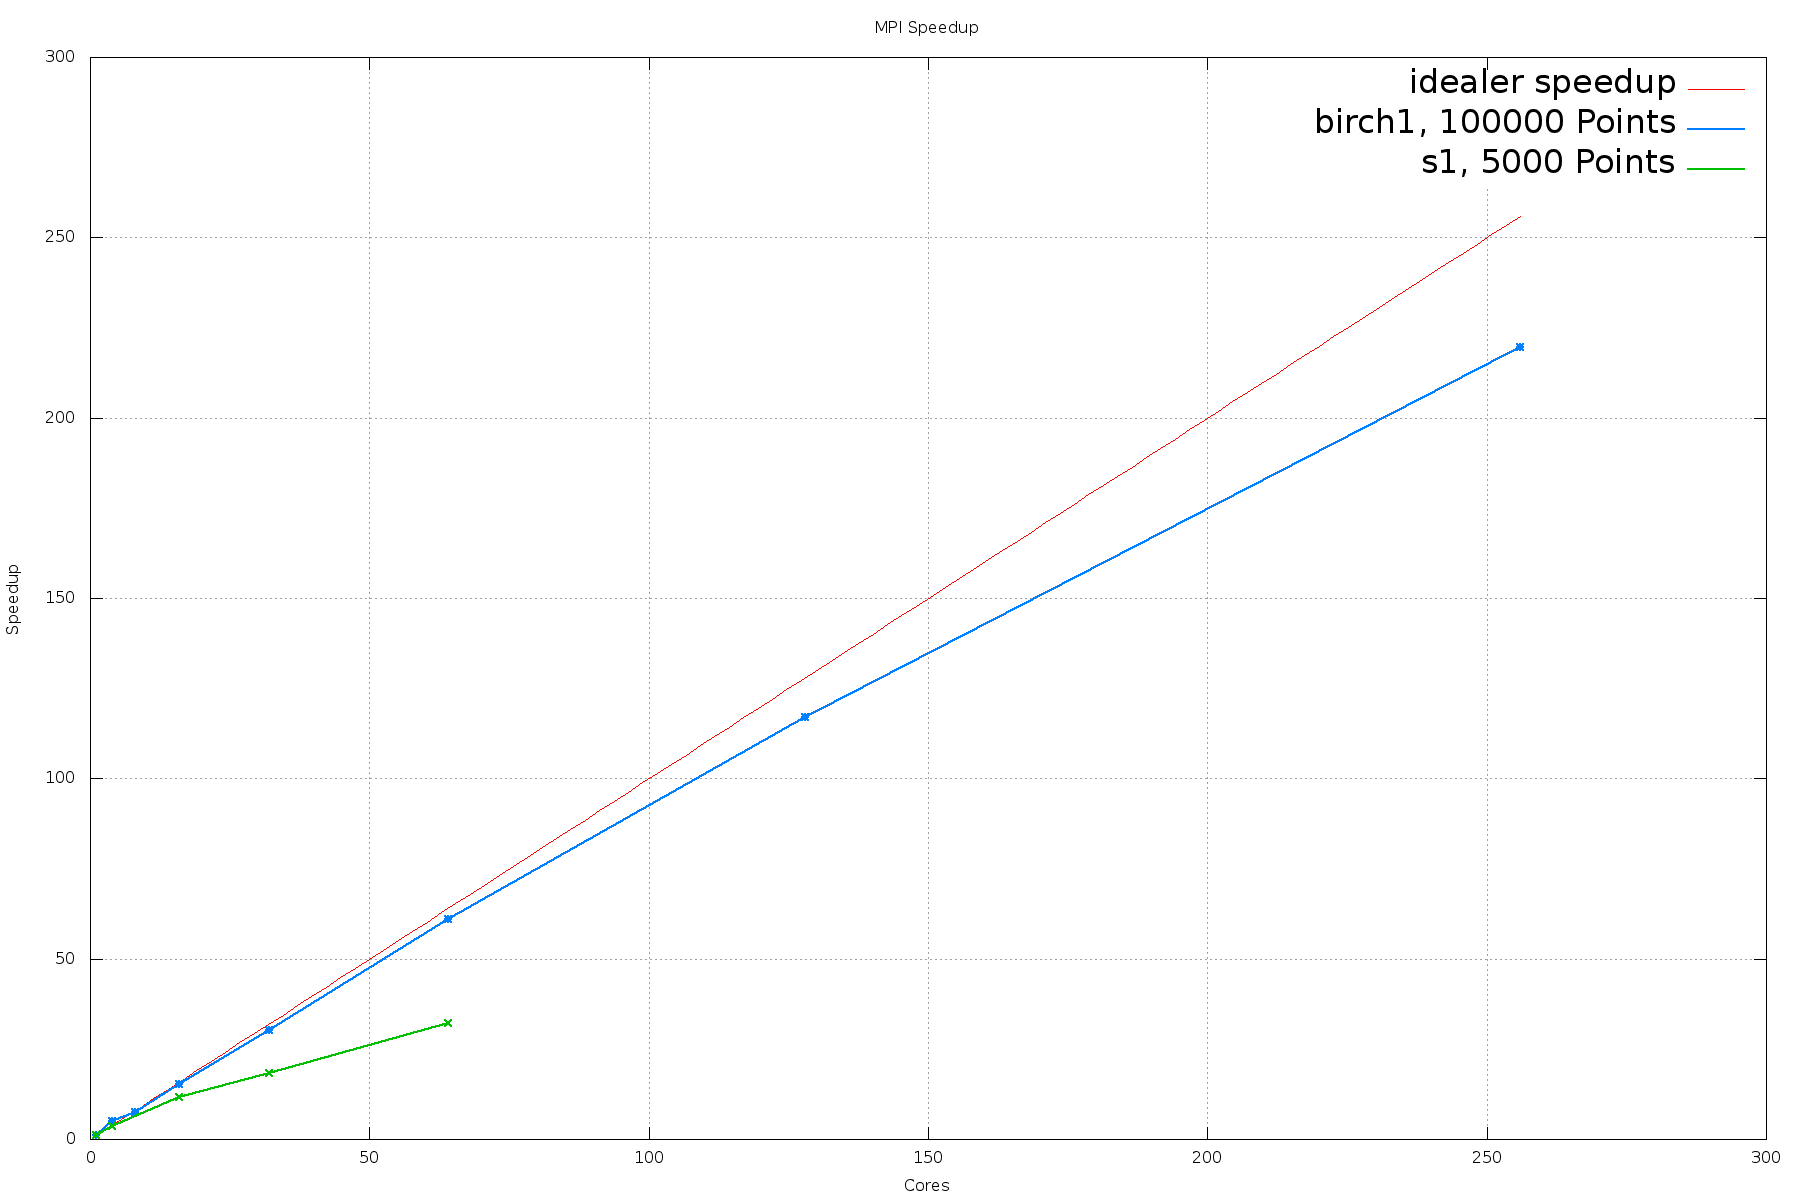 MPI Speedup
300
250
200
150
100
50
0
Speedup
idealer speedup
birch1, 100000 Points
s1, 5000 Points
0 50 100 150 200 250 300
Cores